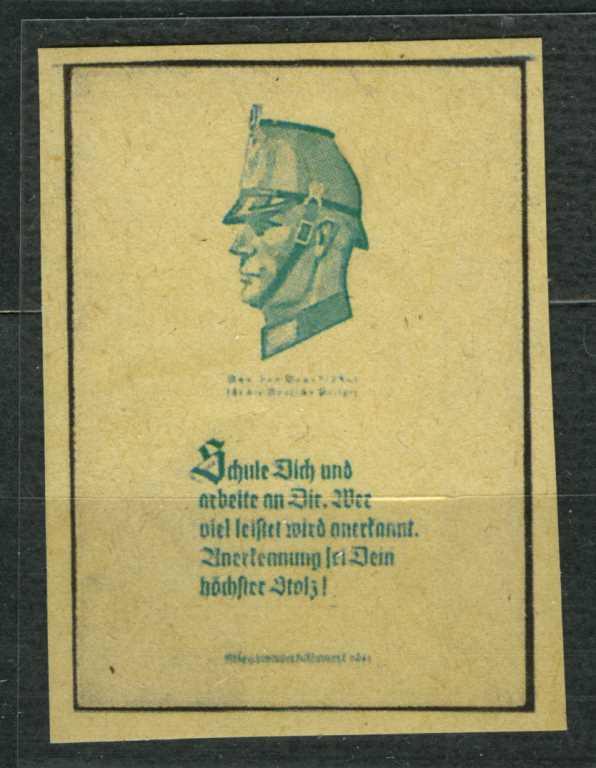 Schule Dich und
arbeite an Dir. Wer
viel leistet wird anerkannt.
Anerkennung sei Dein
höchster Stolz!